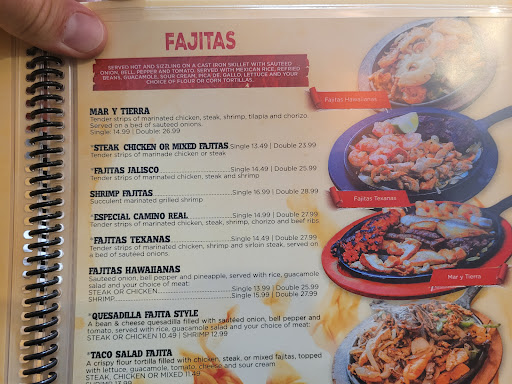 FAJITAS
SERVED HOT AND SIZZLING ON A CAST IRON SKILLET WITH SAUTEED
ONION, BELL PEPPER AND TOMATO. SERVED WITH MEXICAN RICE, REFRIED
BEANS, GUACAMOLE, SOUR CREAM, PICA DE GALLO, LETTUCE AND YOUR
CHOICE OF FLOUR OR CORN TORTILLAS.
MAR Y TIERRA
Tender strips of marinated chicken, steak, shrimp, tilapia and chorizo.
Served on a bed of sauteed onions.
Single: 14.99 | Double: 26.99
*STEAK CHICKEN OR MIXED FAJITAS Single 13.49 | Double 23.99
Tender strips of marinade chicken or steak
*FAJITAS JALISCO Single 14.49 | Double 25.99
Tender strips of marinated chicken, steak and shrimp
SHRIMP FAJITAS Single 16.99 | Double 28.99
Succulent marinated grilled shrimp
*ESPECIAL CAMINO REAL Single 14.99 | Double 27.99
Tender strips of marinated chicken, steak, shrimp, chorizo and beef ribs
*FAJITAS TEXANAS Single 14.49 | Double 27.99
Tender strips of marinated chicken, shrimp and sirloin steak, served on
a bed of sauteed onions.
FAJITAS HAWAIIANAS
Sauteed onion, bell pepper and pineapple, served with rice, guacamole
salad and your choice of meat:
STEAK OR CHICKEN Single 13.99 | Double 25.99
SHRIMP Single 15.99 | Double 27.99
*QUESADILLA FAJITA STYLE
A bean & cheese quesadilla filled with sauteed onion, bell pepper and
tomato, served with rice, guacamole salad and your choice of meat:
STEAK OR CHICKEN 10.49 | SHRIMP 12.99
*TACO SALAD FAJITA
A crispy flour tortilla filled with chicken, steak, or mixed fajitas, topped
with lettuce, guacamole, tomato, cheese and sour cream
STEAK, CHICKEN OR MIXED 11.49
SHRIMP 13.99
Fajitas Hawaiianas
Fajitas Texanas
Mar y Tierra